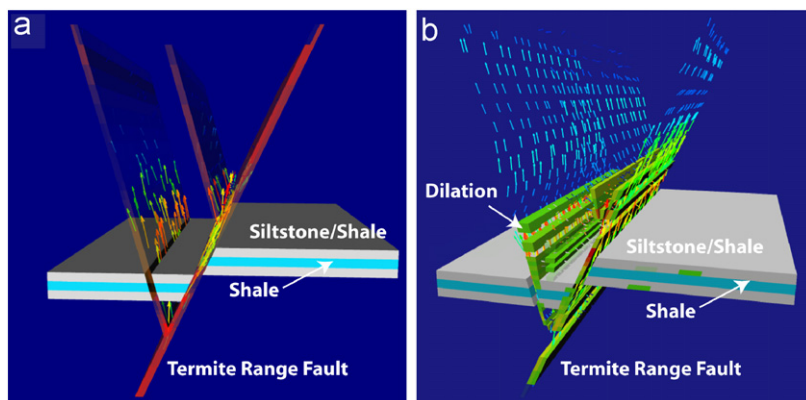 a
Siltstone/Shale
Shale
Termite Range Fault
b
Dilation
Siltstone/Shale
Shale
Termite Range Fault